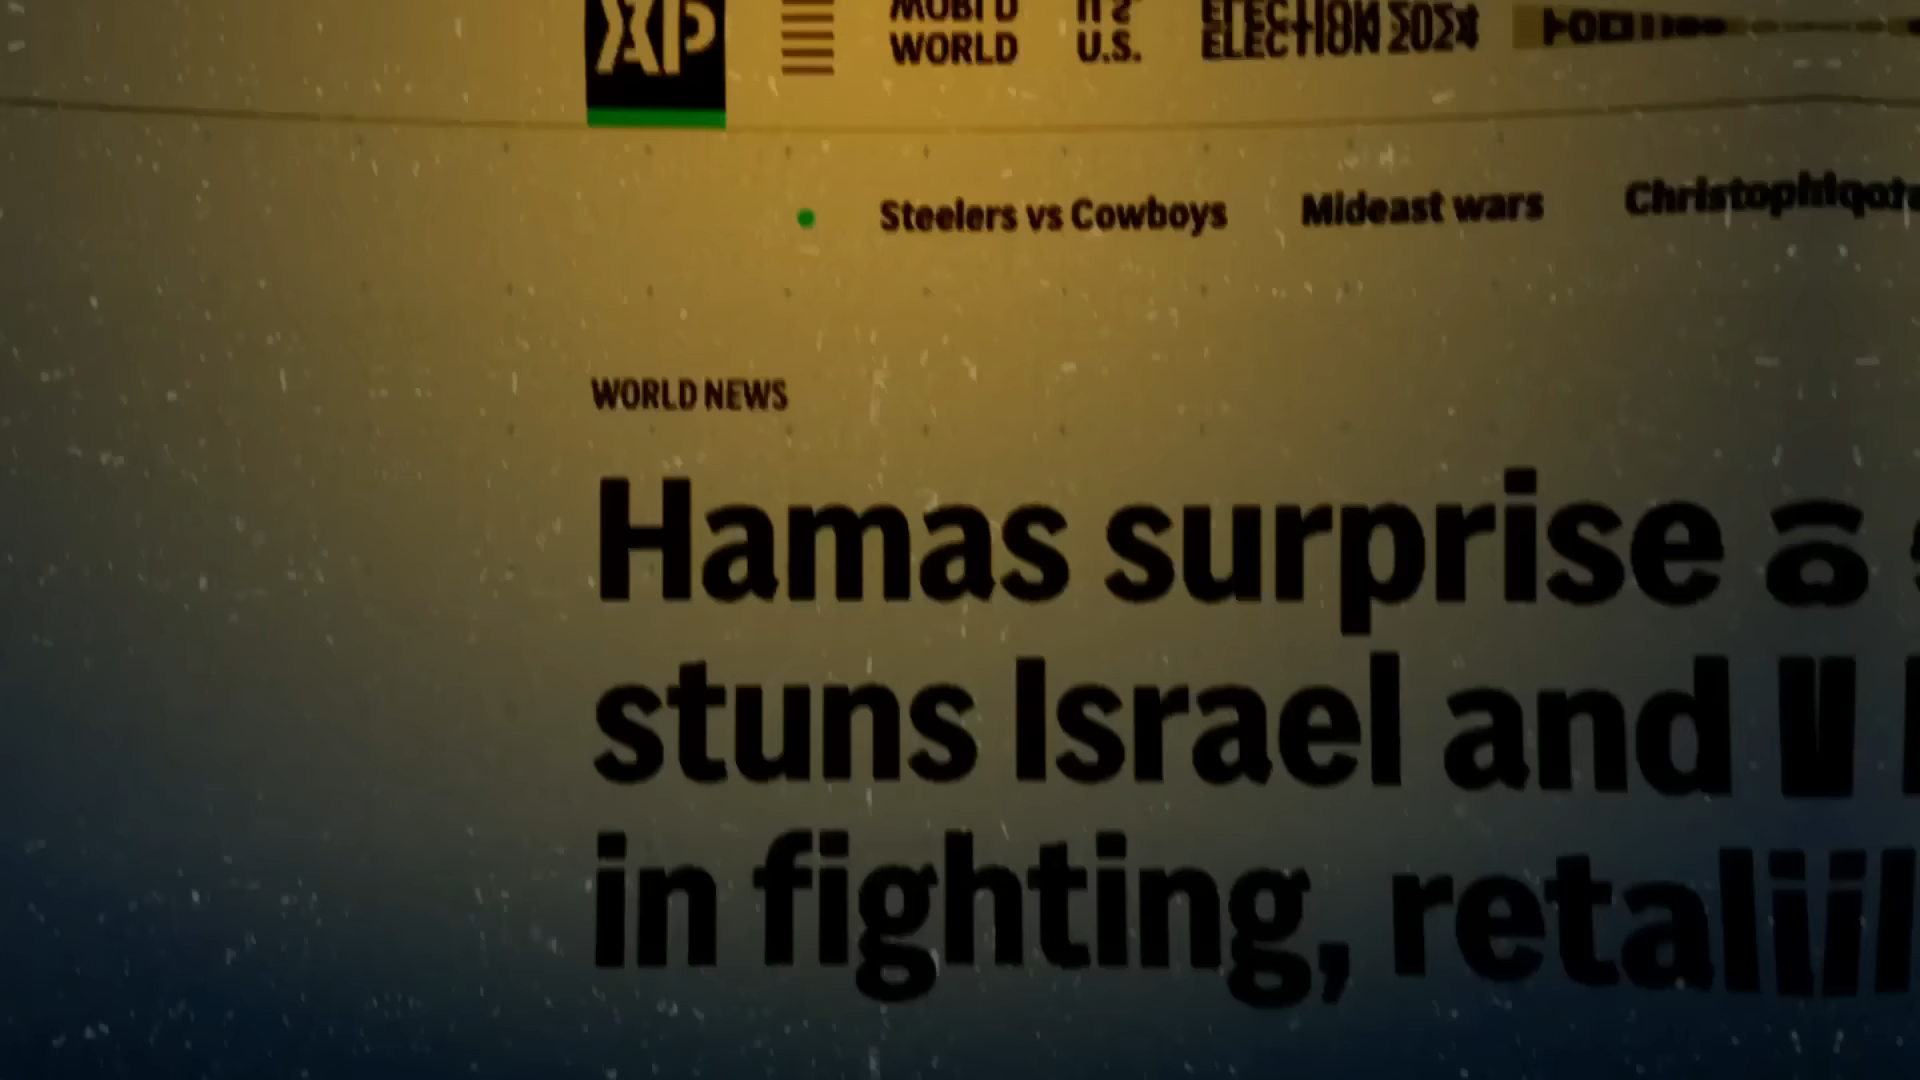 WORLD
U.S.
ELECTION 2024
Steelers vs Cowboys
Mideast wars
WORLD NEWS
Hamas surprise
stuns Israel and
in fighting,